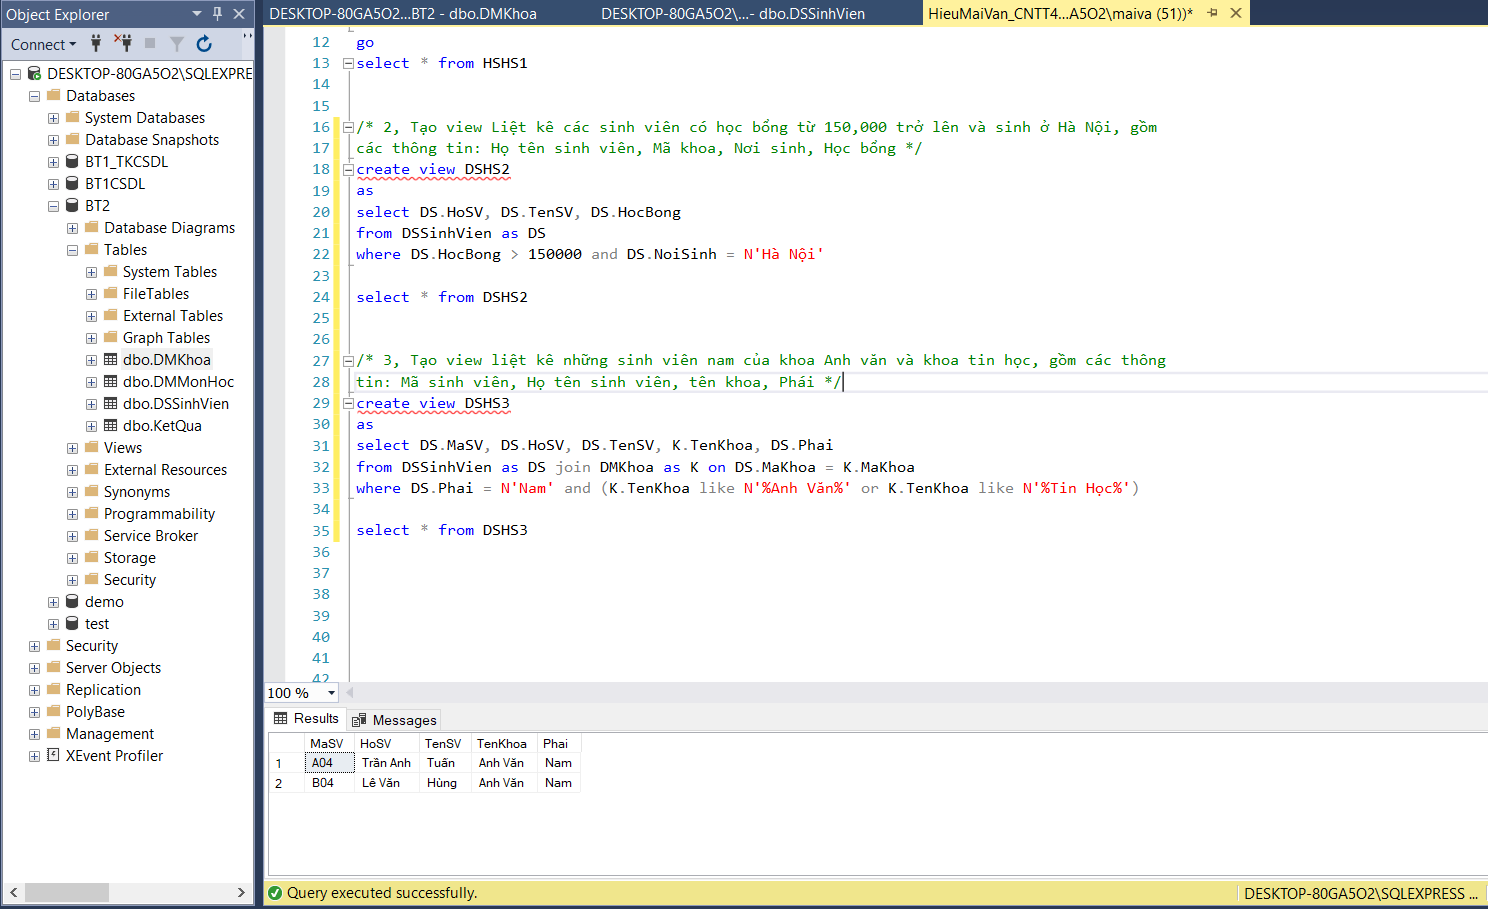 Object Explorer
Connect
DESKTOP-80GA5O2\SQLEXPRE
Databases
System Databases
Database Snapshots
BT1_TKCSDL
BT1CSDL
BT2
Database Diagrams
Tables
System Tables
FileTables
External Tables
Graph Tables
dbo.DMKhoa
dbo.DMMonHoc
dbo.DSSinhVien
dbo.KetQua
Views
External Resources
Synonyms
Programmability
Service Broker
Storage
Security
demo
test
Security
Server Objects
Replication
PolyBase
Management
XEvent Profiler
DESKTOP-80GA5O2...BT2 - dbo.DMKhoa
DESKTOP-80GA5O2\...- dbo.DSSinhVien
HieuMaiVan_CNTT4...A5O2\maiva (51))*
12 go
13 select * from HSHS1
14
15
16 /* 2, Tạo view Liệt kê các sinh viên có học bổng từ 150,000 trở lên và sinh ở Hà Nội, gồm
17 các thông tin: Họ tên sinh viên, Mã khoa, Nơi sinh, Học bổng */
18 create view DSHS2
19 as
20 select DS.HoSV, DS.TenSV, DS.HocBong
21 from DSSinhVien as DS
22 where DS.HocBong > 150000 and DS.NoiSinh = N'Hà Nội'
23
24 select * from DSHS2
25
26
27 /* 3, Tạo view liệt kê những sinh viên nam của khoa Anh văn và khoa tin học, gồm các thông
28 tin: Mã sinh viên, Họ tên sinh viên, tên khoa, Phái */
29 create view DSHS3
30 as
31 select DS.MaSV, DS.HoSV, DS.TenSV, K.TenKhoa, DS.Phai
32 from DSSinhVien as DS join DMKhoa as K on DS.MaKhoa = K.MaKhoa
33 where DS.Phai = N'Nam' and (K.TenKhoa like N'%Anh Văn%' or K.TenKhoa like N'%Tin Học%')
34
35 select * from DSHS3
36
37
38
39
40
41
42
100 %
Results Messages
MaSV HoSV TenSV TenKhoa Phai
1 A04 Trần Anh Tuấn Anh Văn Nam
2 B04 Lê Văn Hùng Anh Văn Nam
Query executed successfully.
DESKTOP-80GA5O2\SQLEXPRESS ...